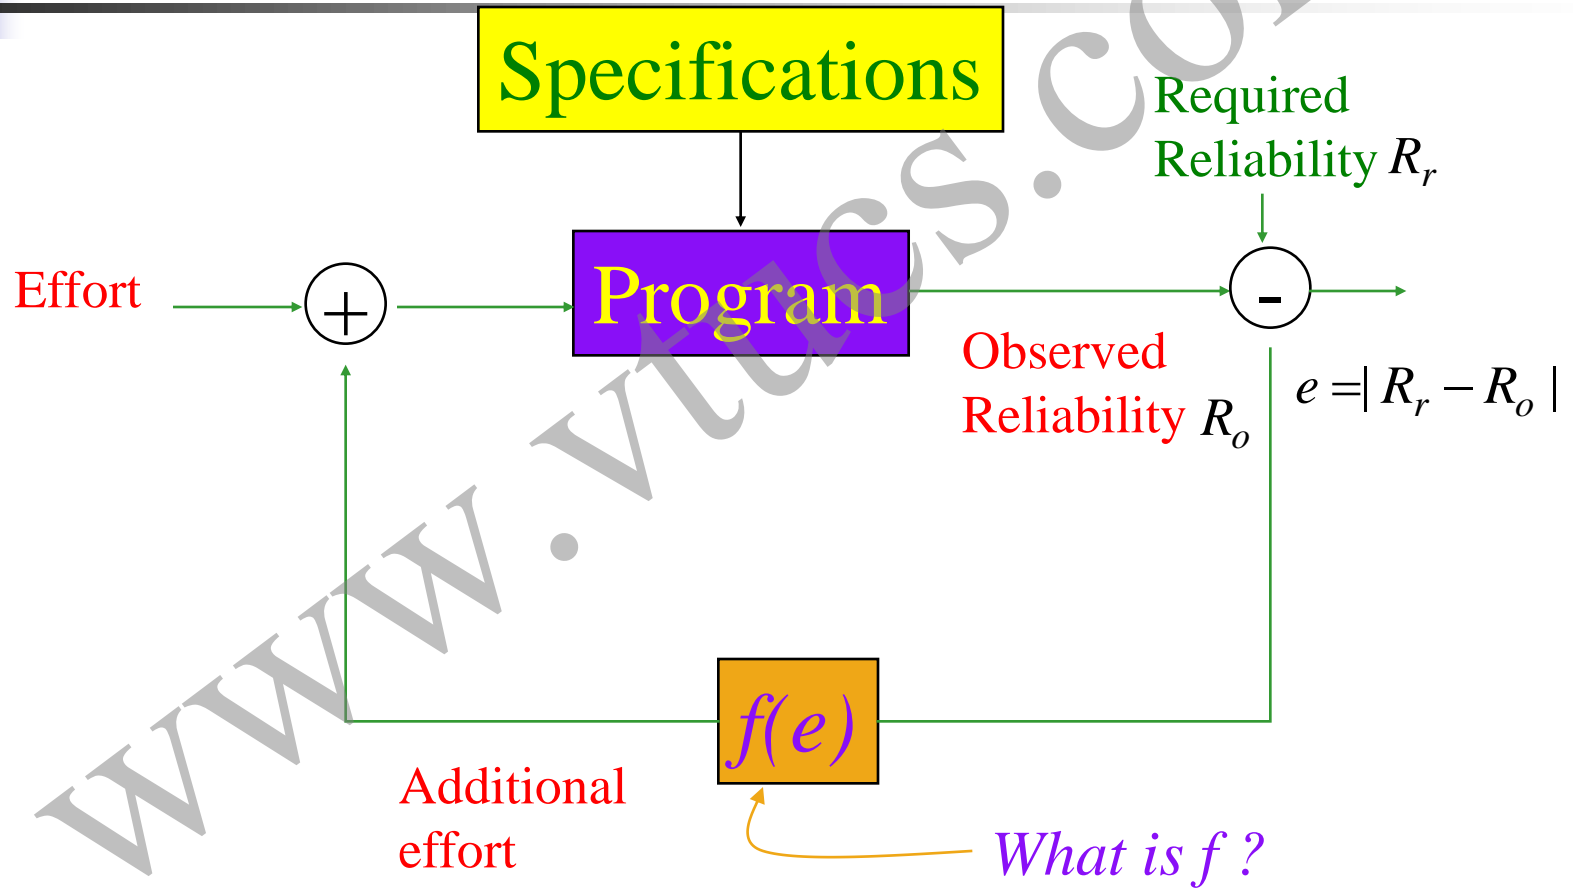 Specifications
Required
Reliability R_r
Effort
+
Program
-
Observed
Reliability R_o
e =| R_r − R_o |
f(e)
Additional
effort
What is f ?
www.vtucs.com